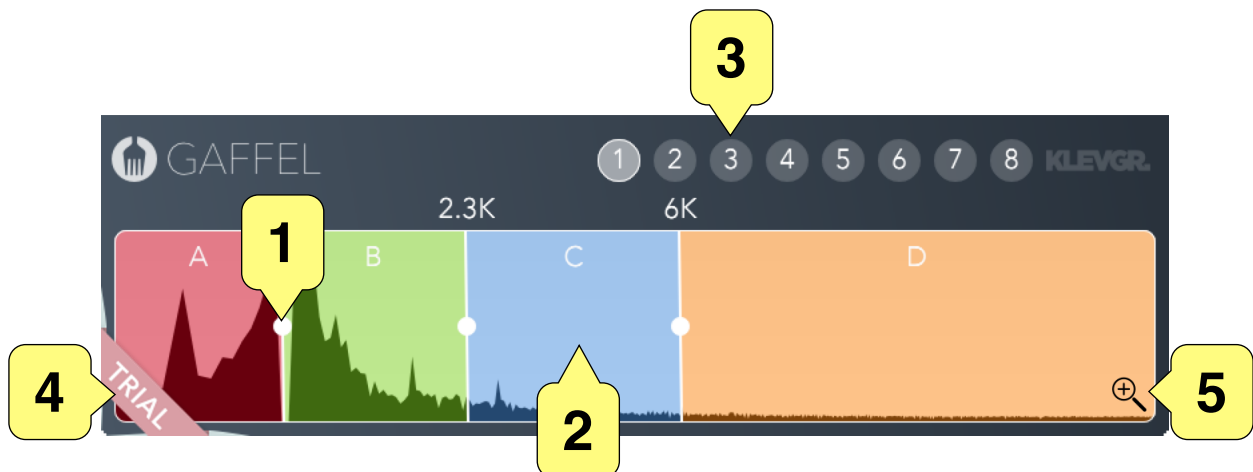 3
GAFFEL
1 2 3 4 5 6 7 8 KLEVGR.
2.3K 6K
A B C D
1
TRIAL
4
2
5